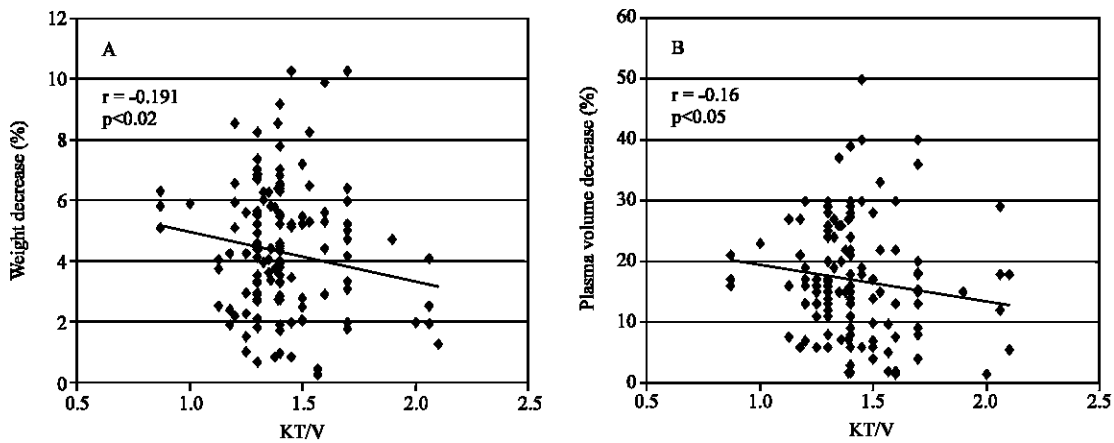 A
r = -0.191
p<0.02
Weight decrease (%)
12
10
8
6
4
2
0
0.5 1.0 1.5 2.0 2.5
KT/V
B
r = -0.16
p<0.05
Plasma volume decrease (%)
60
50
40
30
20
10
0
0.5 1.0 1.5 2.0 2.5
KT/V